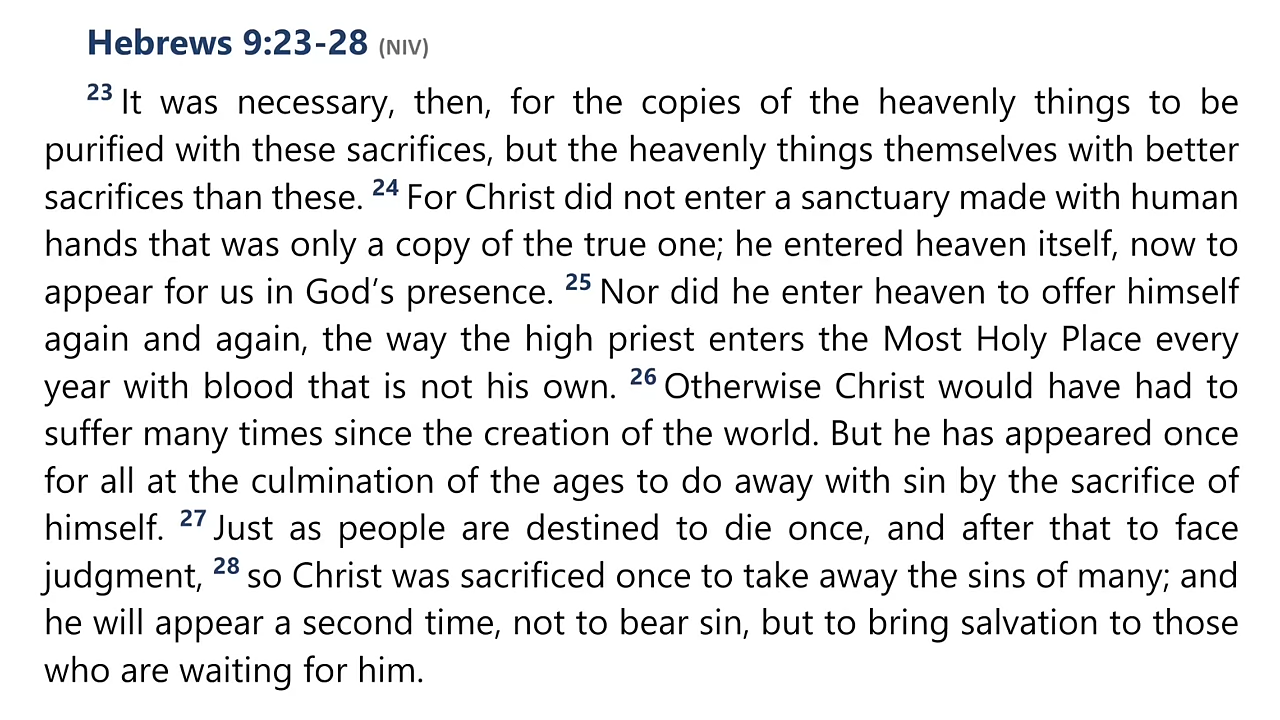 Hebrews 9:23-28 (NIV)
23 It was necessary, then, for the copies of the heavenly things to be
purified with these sacrifices, but the heavenly things themselves with better
sacrifices than these. 24 For Christ did not enter a sanctuary made with human
hands that was only a copy of the true one; he entered heaven itself, now to
appear for us in God’s presence. 25 Nor did he enter heaven to offer himself
again and again, the way the high priest enters the Most Holy Place every
year with blood that is not his own. 26 Otherwise Christ would have had to
suffer many times since the creation of the world. But he has appeared once
for all at the culmination of the ages to do away with sin by the sacrifice of
himself. 27 Just as people are destined to die once, and after that to face
judgment, 28 so Christ was sacrificed once to take away the sins of many; and
he will appear a second time, not to bear sin, but to bring salvation to those
who are waiting for him.